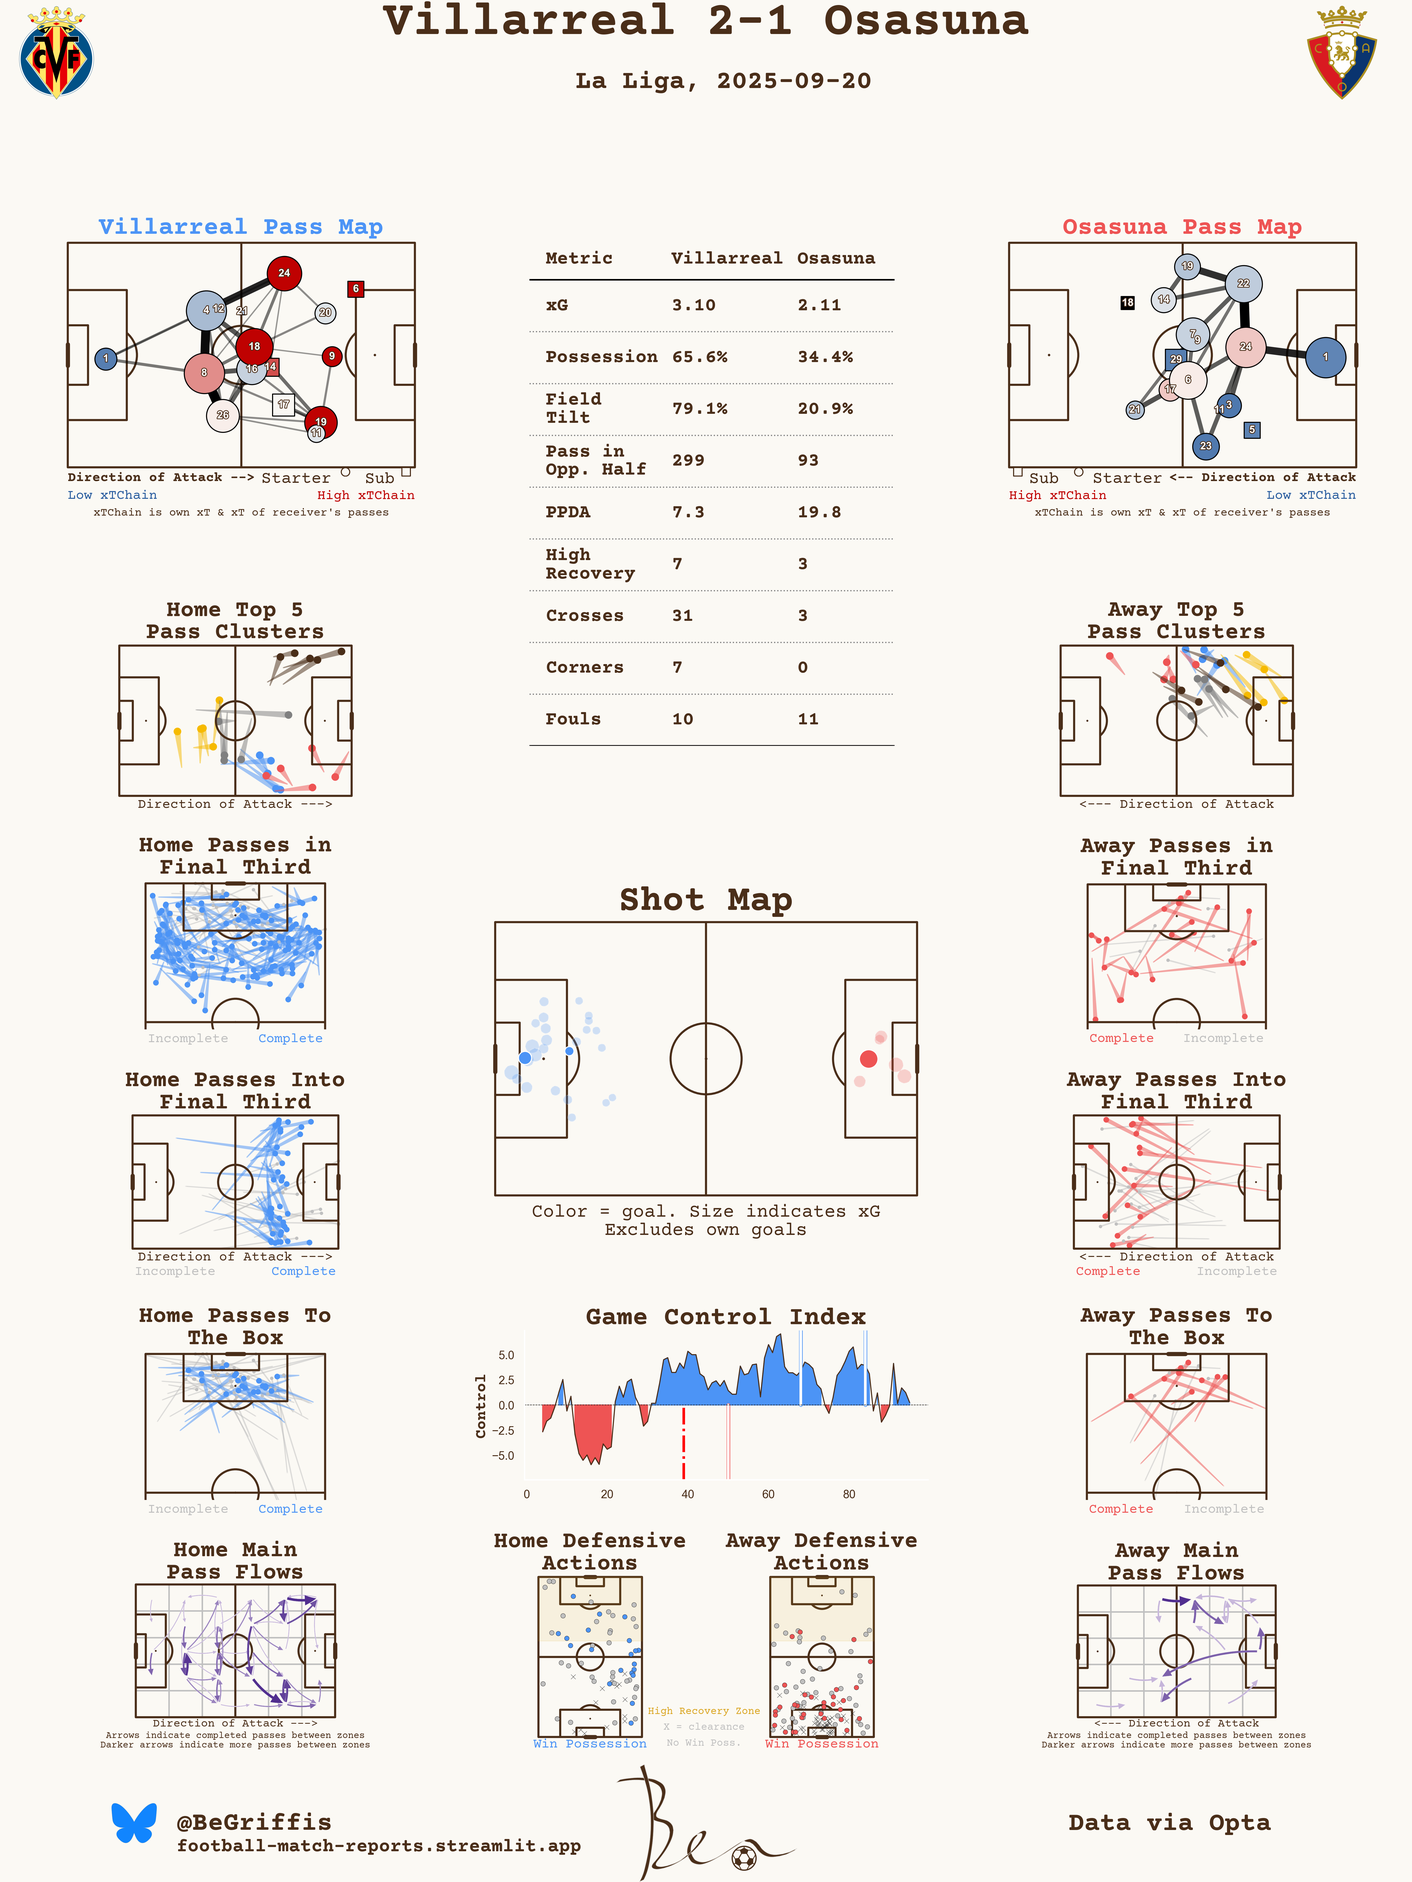 Villarreal 2-1 Osasuna
La Liga, 2025-09-20
CVF
C A
O
Villarreal Pass Map
24
6
4
12
21
20
18
9
1
8
16
14
26
17
19
11
Direction of Attack --> Starter Sub
Low xTChain High xTChain
xTChain is own xT & xT of receiver's passes
Metric Villarreal Osasuna
xG 3.10 2.11
Possession 65.6% 34.4%
Field
Tilt 79.1% 20.9%
Pass in
Opp. Half 299 93
PPDA 7.3 19.8
High
Recovery 7 3
Crosses 31 3
Corners 7 0
Fouls 10 11
Osasuna Pass Map
19
22
14
18
7
9
24
1
29
6
17
21
11
3
5
23
Sub Starter <-- Direction of Attack
High xTChain Low xTChain
xTChain is own xT & xT of receiver's passes
Home Top 5
Pass Clusters
Direction of Attack --->
Away Top 5
Pass Clusters
<--- Direction of Attack
Home Passes in
Final Third
Incomplete Complete
Away Passes in
Final Third
Complete Incomplete
Shot Map
Color = goal. Size indicates xG
Excludes own goals
Home Passes Into
Final Third
Direction of Attack --->
Incomplete Complete
Away Passes Into
Final Third
<--- Direction of Attack
Complete Incomplete
Home Passes To
The Box
Incomplete Complete
Game Control Index
Control
5.0
2.5
0.0
−2.5
−5.0
0 20 40 60 80
Away Passes To
The Box
Complete Incomplete
Home Main
Pass Flows
Direction of Attack --->
Arrows indicate completed passes between zones
Darker arrows indicate more passes between zones
Home Defensive
Actions
Win Possession
Away Defensive
Actions
Win Possession
High Recovery Zone
X = clearance
No Win Poss.
Away Main
Pass Flows
<--- Direction of Attack
Arrows indicate completed passes between zones
Darker arrows indicate more passes between zones
@BeGriffis
football-match-reports.streamlit.app
Ben
Data via Opta